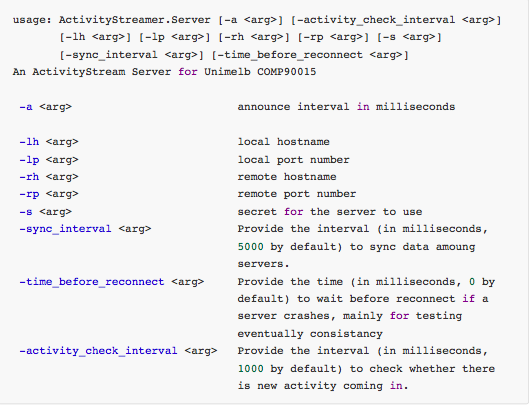 usage: ActivityStreamer.Server [-a <arg>] [-activity_check_interval <arg>]
[-lh <arg>] [-lp <arg>] [-rh <arg>] [-rp <arg>] [-s <arg>]
[-sync_interval <arg>] [-time_before_reconnect <arg>]
An ActivityStream Server for Unimelb COMP90015
-a <arg> announce interval in milliseconds
-lh <arg> local hostname
-lp <arg> local port number
-rh <arg> remote hostname
-rp <arg> remote port number
-s <arg> secret for the server to use
-sync_interval <arg> Provide the interval (in milliseconds,
5000 by default) to sync data amoung
servers.
-time_before_reconnect <arg> Provide the time (in milliseconds, 0 by
default) to wait before reconnect if a
server crashes, mainly for testing
eventually consistancy
-activity_check_interval <arg> Provide the interval (in milliseconds,
1000 by default) to check whether there
is new activity coming in.